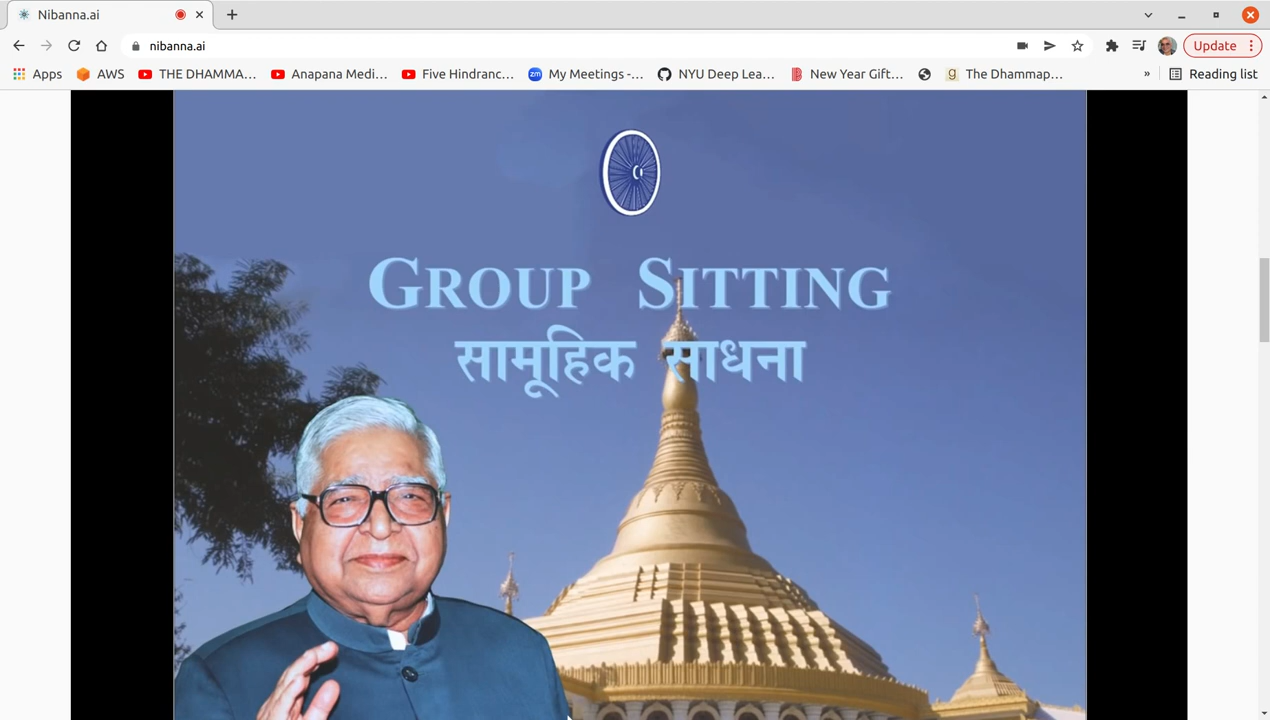 Nibanna.ai
nibanna.ai
Update
Apps
AWS
THE DHAMMA...
Anapana Medi...
Five Hindranc...
zm
My Meetings -...
NYU Deep Lea...
New Year Gift...
g
The Dhammap...
»
Reading list
GROUP SITTING
सामूहिक साधना